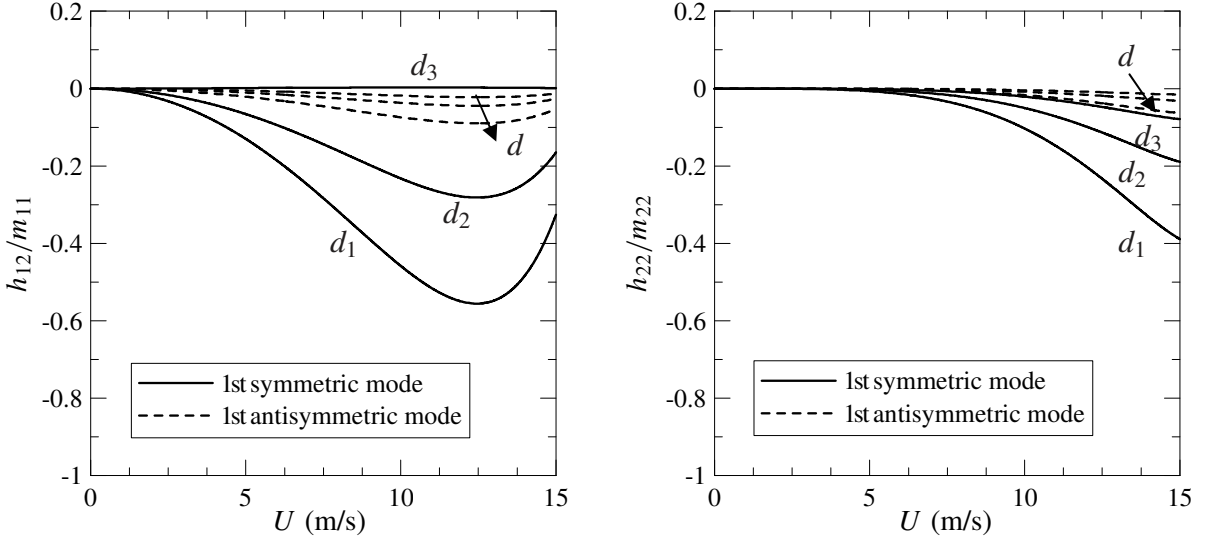 0.2
0
-0.2
-0.4
-0.6
-0.8
-1
h12/m11
d3
d
d2
d1
1st symmetric mode
1st antisymmetric mode
0 5 10 15
U (m/s)
0.2
0
-0.2
-0.4
-0.6
-0.8
-1
h22/m22
d
d3
d2
d1
1st symmetric mode
1st antisymmetric mode
0 5 10 15
U (m/s)